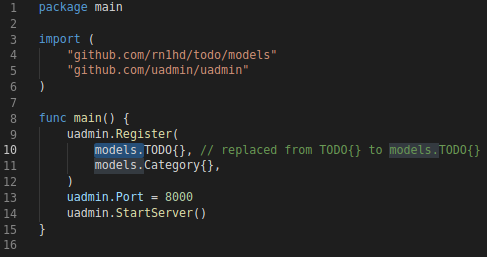 1 package main
2
3 import (
4     "github.com/rn1hd/todo/models"
5     "github.com/uadmin/uadmin"
6 )
7
8 func main() {
9     uadmin.Register(
10         models.TODO{}, // replaced from TODO{} to models.TODO{}
11         models.Category{},
12     )
13     uadmin.Port = 8000
14     uadmin.StartServer()
15 }
16